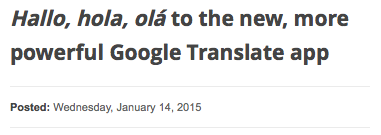 Hallo, hola, olá to the new, more
powerful Google Translate app
Posted: Wednesday, January 14, 2015